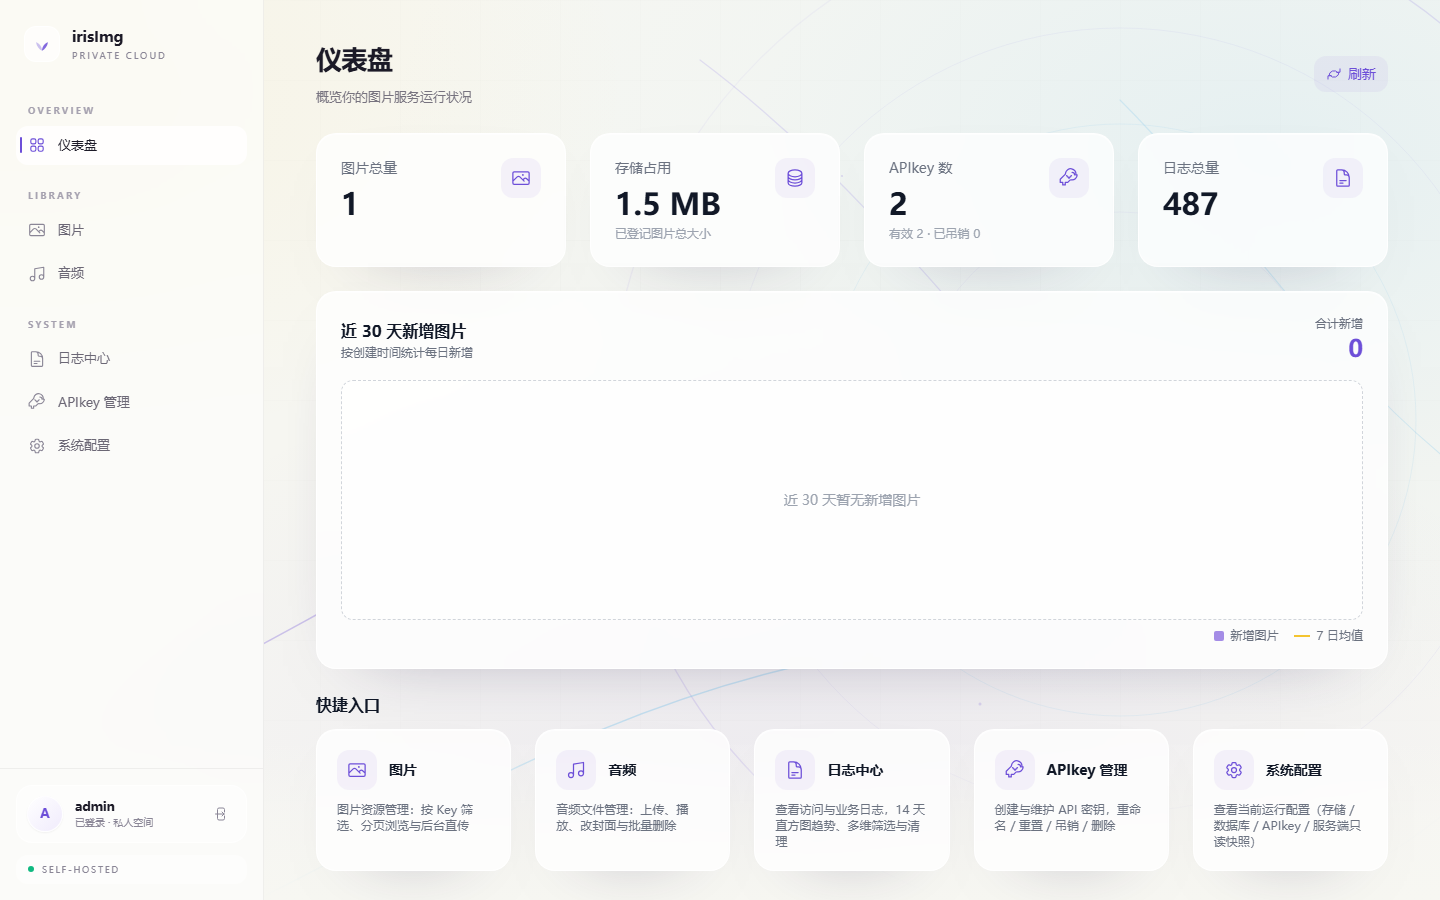 irisImg
PRIVATE CLOUD
OVERVIEW
仪表盘
LIBRARY
图片
音频
SYSTEM
日志中心
APIkey 管理
系统配置
A
admin
已登录 · 私人空间
SELF-HOSTED
仪表盘
概览你的图片服务运行状况
刷新
图片总量
1
存储占用
1.5 MB
已登记图片总大小
APIkey 数
2
有效 2 · 已吊销 0
日志总量
487
近 30 天新增图片
按创建时间统计每日新增
合计新增
0
近 30 天暂无新增图片
新增图片
7 日均值
快捷入口
图片
图片资源管理：按 Key 筛
选、分页浏览与后台直传
音频
音频文件管理：上传、播
放、改封面与批量删除
日志中心
查看访问与业务日志，14 天
直方图趋势、多维筛选与清
理
APIkey 管理
创建与维护 API 密钥，重命
名 / 重置 / 吊销 / 删除
系统配置
查看当前运行配置（存储 /
数据库 / APIkey / 服务端只
读快照）